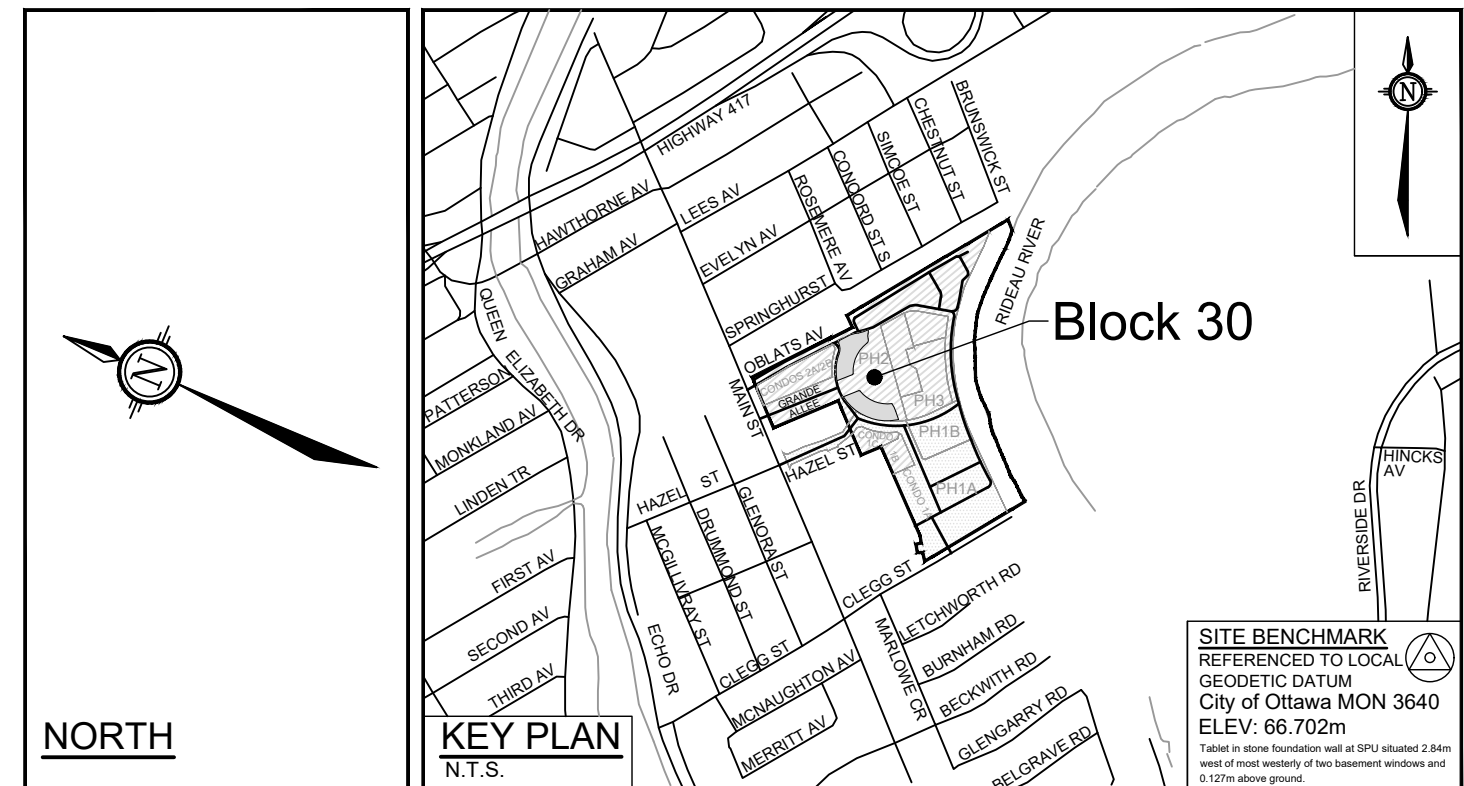 N
NORTH
HIGHWAY 417
HAWTHORNE AV
GRAHAM AV
LEES AV
EVELYN AV
SPRINGHURST
OBLATS AV
ROSEMERE AV
CONCORD ST S
SIMCOE ST
CHESTNUT ST
BRUNSWICK ST
RIDEAU RIVER
Block 30
QUEEN ELIZABETH DR
PATTERSON
MONKLAND AV
LINDEN TR
FIRST AV
SECOND AV
THIRD AV
MAIN ST
CONDOS 2A/2B
GRANDE
ALLEE
PH2
PH3
PH1B
PH1A
CONDO 1A
HAZEL ST
HAZEL ST
GLENORA ST
DRUMMOND ST
MCGILLIVRAY ST
ECHO DR
CLEGG ST
CLEGG ST
MCNAUGHTON AV
MERRITT AV
MARLOWE CR
LETCHWORTH RD
BURNHAM RD
BECKWITH RD
GLENGARRY RD
BELGRAVE RD
RIVERSIDE DR
HINCKS
AV
N
KEY PLAN
N.T.S.
SITE BENCHMARK
REFERENCED TO LOCAL
GEODETIC DATUM
City of Ottawa MON 3640
ELEV: 66.702m
Tablet in stone foundation wall at SPU situated 2.84m
west of most westerly of two basement windows and
0.127m above ground.